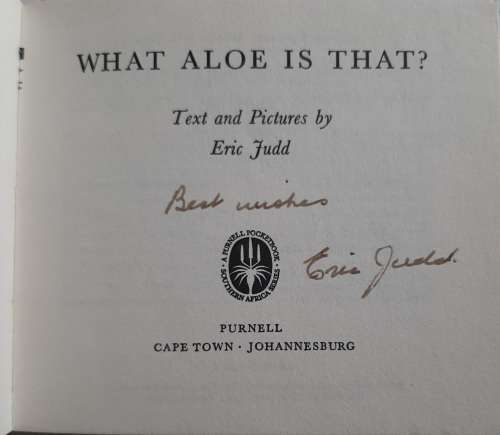 WHAT ALOE IS THAT?
Text and Pictures by
Eric Judd
Best wishes
A PURNELL POCKETBOOK
SOUTHERN AFRICA SERIES
Eric Judd.
PURNELL
CAPE TOWN · JOHANNESBURG